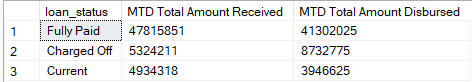 loan_status MTD Total Amount Received MTD Total Amount Disbursed
1 Fully Paid 47815851 41302025
2 Charged Off 5324211 8732775
3 Current 4934318 3946625